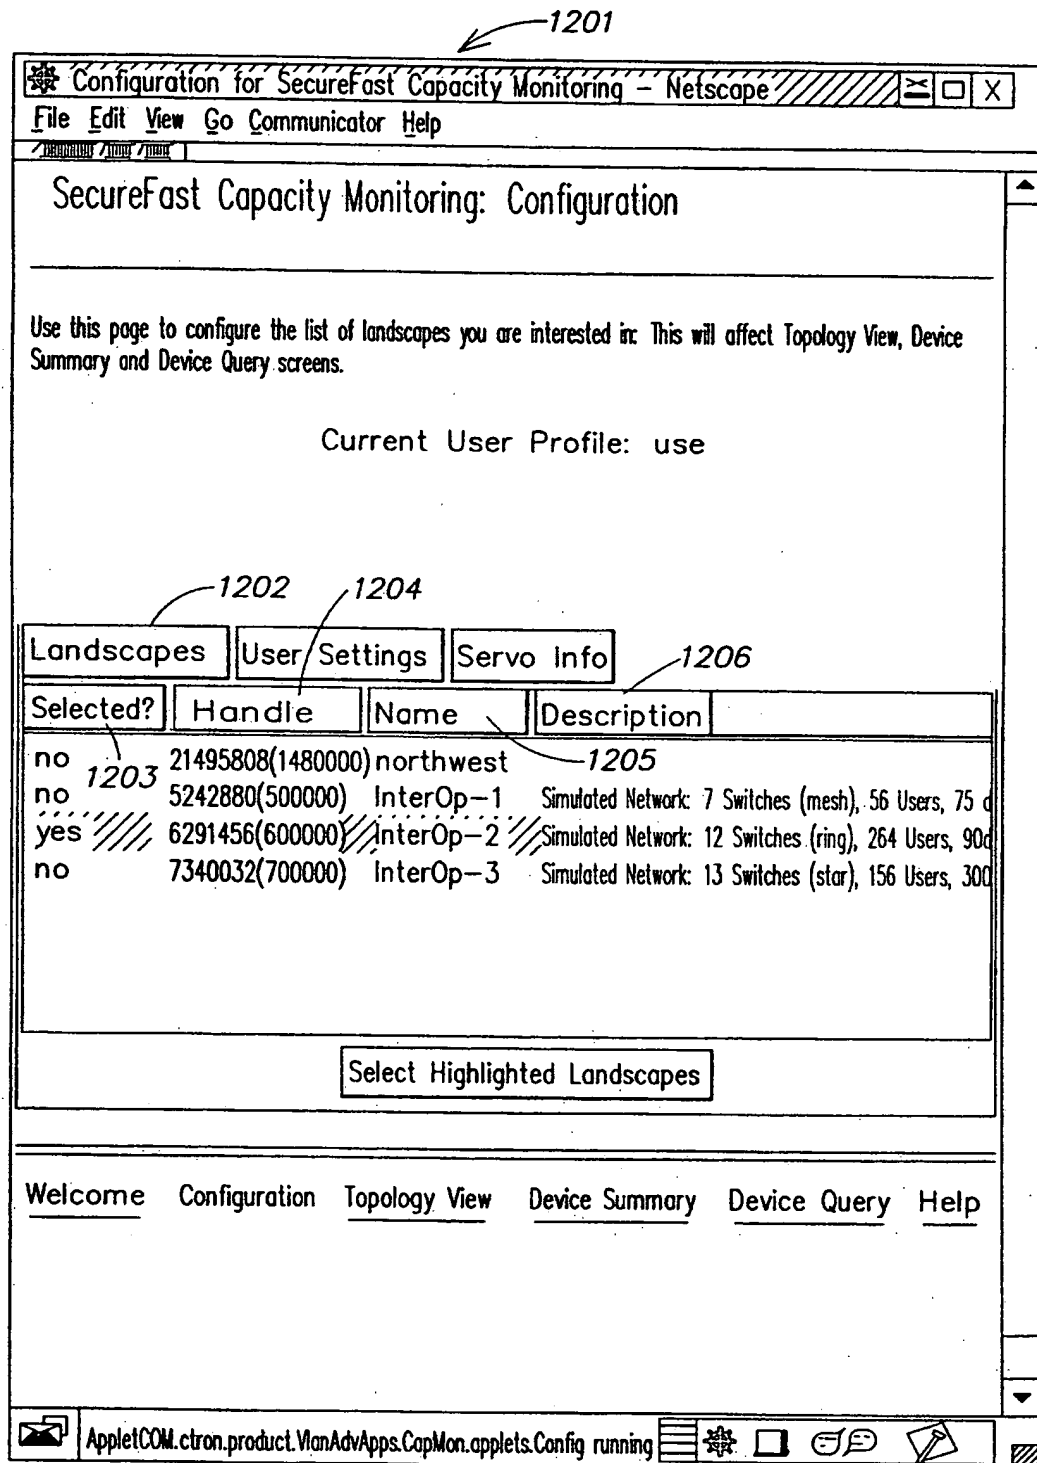 1201
Configuration for SecureFast Capacity Monitoring – Netscape
File Edit View Go Communicator Help
SecureFast Capacity Monitoring: Configuration
Use this page to configure the list of landscapes you are interested in: This will affect Topology View, Device
Summary and Device Query screens.
Current User Profile: use
1202 1204
Landscapes User Settings Servo Info 1206
Selected? Handle Name Description
1203 1205
no 21495808(1480000) northwest
no 5242880(500000) InterOp–1 Simulated Network: 7 Switches (mesh), 56 Users, 75 d
yes 6291456(600000) InterOp–2 Simulated Network: 12 Switches (ring), 264 Users, 90d
no 7340032(700000) InterOp–3 Simulated Network: 13 Switches (star), 156 Users, 300
Select Highlighted Landscapes
Welcome Configuration Topology View Device Summary Device Query Help
AppletCOM.ctron.product.VlanAdvApps.CapMon.applets.Config running